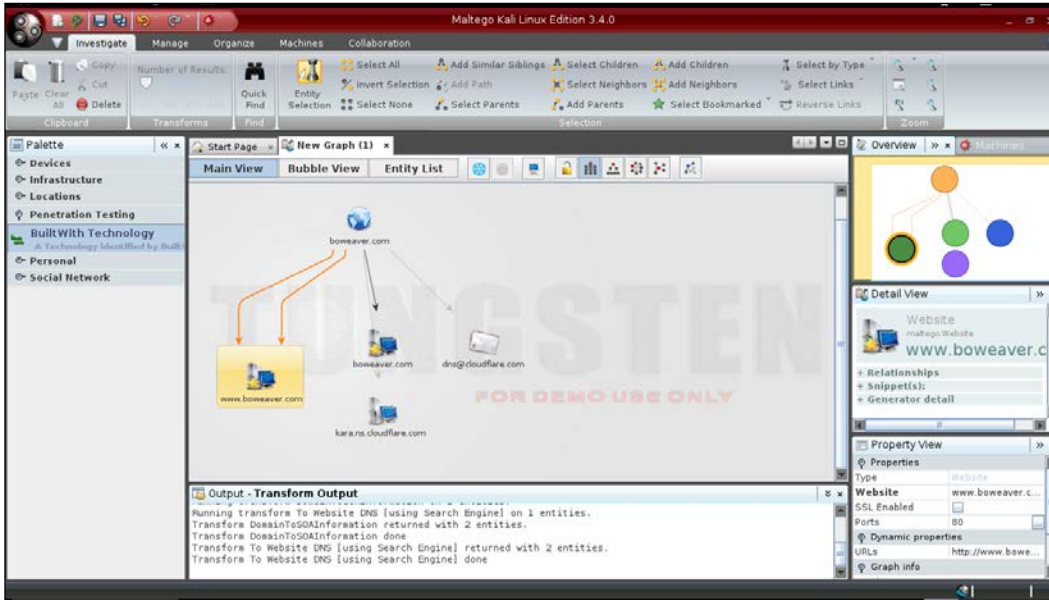 Maltego Kali Linux Edition 3.4.0
Investigate Manage Organize Machines Collaboration
Copy
Cut
Paste Clear All Delete
Clipboard
Number of Results
Transforms
Quick Find
Find
Entity Selection
Select All
Invert Selection
Select None
Add Similar Siblings
Add Path
Select Parents
Select Children
Select Neighbors
Add Parents
Add Children
Add Neighbors
Select Bookmarked
Select by Type
Select Links
Reverse Links
Selection
Zoom
Palette
Devices
Infrastructure
Locations
Penetration Testing
BuiltWith Technology
A Technology Identified by Built
Personal
Social Network
Start Page
New Graph (1)
Main View Bubble View Entity List
TUNGSTEN
FOR DEMO USE ONLY
boweaver.com
www.boweaver.com
boweaver.com
dns@cloudflare.com
kara.ns.cloudflare.com
Output - Transform Output
Running transform To Website DNS [using Search Engine] on 1 entities.
Transform DomainToSOAInformation returned with 2 entities.
Transform DomainToSOAInformation done
Transform To Website DNS [using Search Engine] returned with 2 entities.
Transform To Website DNS [using Search Engine] done
Overview
Machines
Detail View
Website
maltego.Website
www.boweaver.c
+ Relationships
+ Snippet(s):
+ Generator detail
Property View
Properties
Type Website
Website www.boweaver.c...
SSL Enabled
Ports 80
Dynamic properties
URLs http://www.bowe...
Graph info